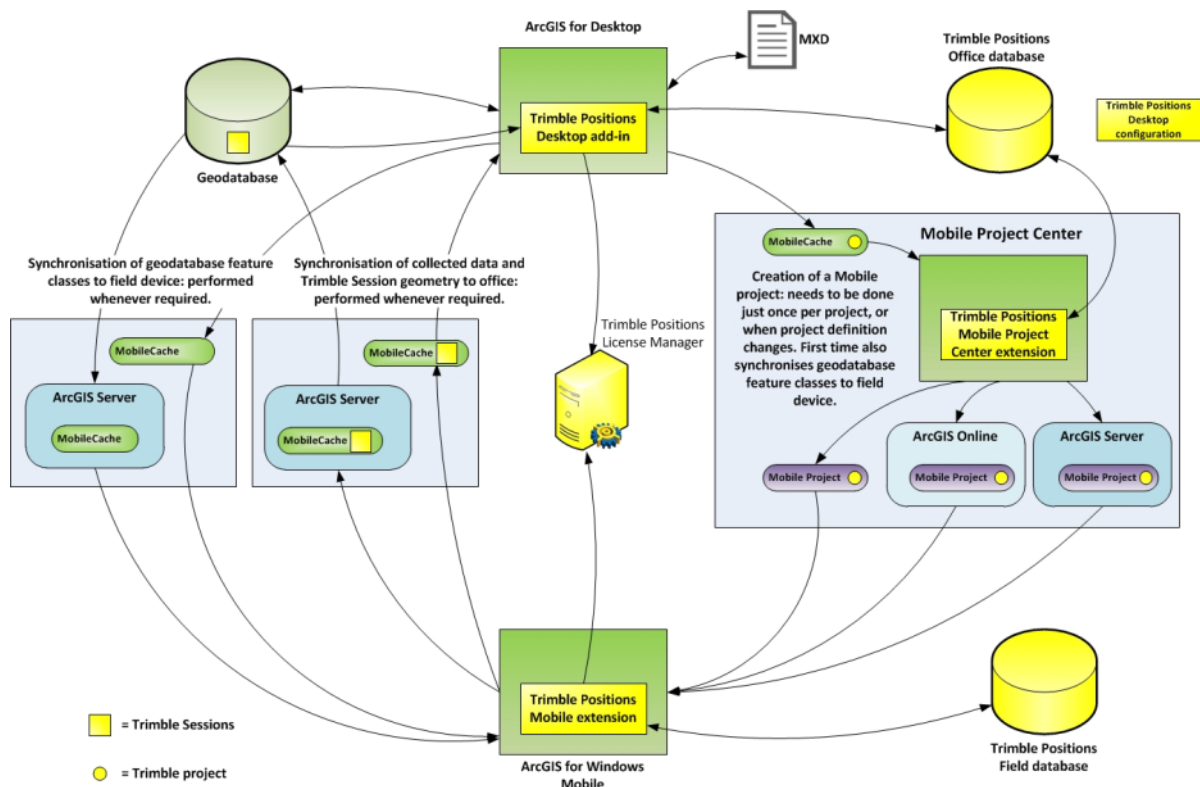 ArcGIS for Desktop
MXD
Trimble Positions
Office database
Trimble Positions
Desktop add-in
Trimble Positions
Desktop
configuration
Geodatabase
MobileCache
Mobile Project Center
Synchronisation of geodatabase feature
classes to field device: performed
whenever required.
Synchronisation of collected data and
Trimble Session geometry to office:
performed whenever required.
Creation of a Mobile
project: needs to be done
just once per project, or
when project definition
changes. First time also
synchronises geodatabase
feature classes to field
device.
Trimble Positions
Mobile Project
Center extension
Trimble Positions
License Manager
MobileCache
ArcGIS Server
MobileCache
MobileCache
ArcGIS Server
MobileCache
Mobile Project
ArcGIS Online
Mobile Project
ArcGIS Server
Mobile Project
Trimble Positions
Mobile extension
ArcGIS for Windows
Mobile
Trimble Positions
Field database
= Trimble Sessions
= Trimble project